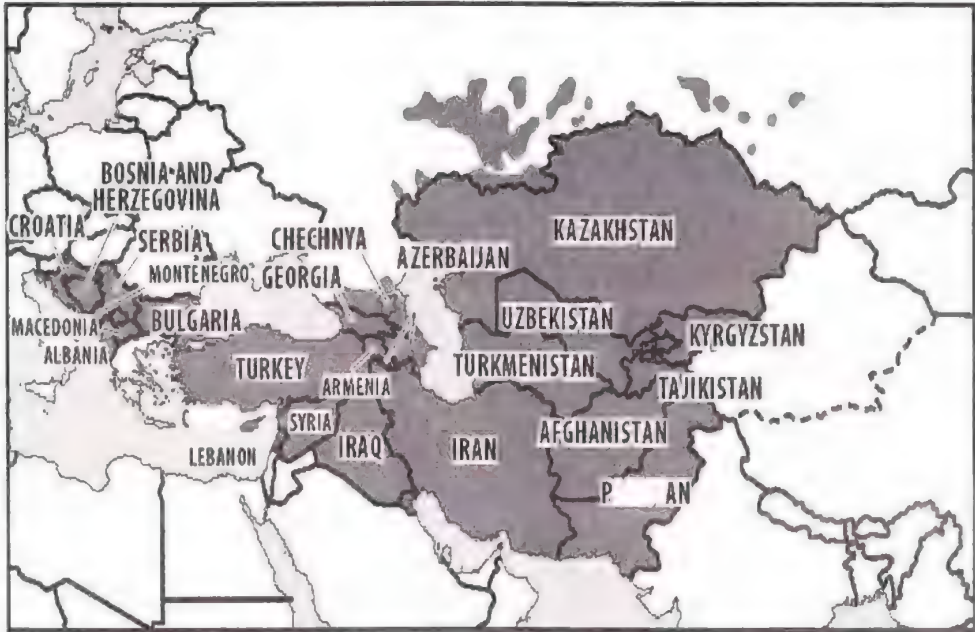 BOSNIA AND
HERZEGOVINA
CROATIA
SERBIA
CHECHNYA
MONTENEGRO
GEORGIA
AZERBAIJAN
KAZAKHSTAN
MACEDONIA
BULGARIA
ALBANIA
UZBEKISTAN
KYRGYZSTAN
TURKEY
ARMENIA
TURKMENISTAN
TAJIKISTAN
SYRIA
LEBANON
IRAQ
IRAN
AFGHANISTAN